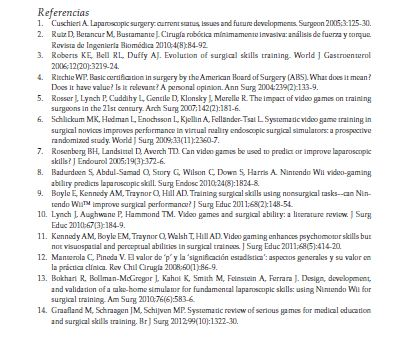 Referencias
1. Cuschieri A. Laparoscopic surgery: current status, issues and future developments. Surgeon 2005;3:125-30.
2. Ruiz D, Betancur M, Bustamante J. Cirugía robótica mínimamente invasiva: análisis de fuerza y torque.
Revista de Ingeniería Biomédica 2010;4(8):84-92.
3. Roberts KE, Bell RL, Duffy AJ. Evolution of surgical skills training. World J Gastroenterol
2006;12(20):3219-24.
4. Ritchie WP. Basic certification in surgery by the American Board of Surgery (ABS). What does it mean?
Does it have value? Is it relevant? A personal opinion. Ann Surg 2004;239(2):133-9.
5. Rosser J, Lynch P, Cuddihy L, Gentile D, Klonsky J, Merelle R. The impact of video games on training
surgeons in the 21st century. Arch Surg 2007;142(2):181-6.
6. Schlickum MK, Hedman L, Enochsson L, Kjellin A, Felländer-Tsai L. Systematic video game training in
surgical novices improves performance in virtual reality endoscopic surgical simulators: a prospective
randomized study. World J Surg 2009;33(11):2360-7.
7. Rosenberg BH, Landsittel D, Averch TD. Can video games be used to predict or improve laparoscopic
skills? J Endourol 2005;19(3):372-6.
8. Badurdeen S, Abdul-Samad O, Story G, Wilson C, Down S, Harris A. Nintendo Wii video-gaming
ability predicts laparoscopic skill. Surg Endosc 2010;24(8):1824-8.
9. Boyle E, Kennedy AM, Traynor O, Hill AD. Training surgical skills using nonsurgical tasks--can Nin-
tendo Wii™ improve surgical performance? J Surg Educ 2011;68(2):148-54.
10. Lynch J, Aughwane P, Hammond TM. Video games and surgical ability: a literature review. J Surg
Educ 2010;67(3):184-9.
11. Kennedy AM, Boyle EM, Traynor O, Walsh T, Hill AD. Video gaming enhances psychomotor skills but
not visuospatial and perceptual abilities in surgical trainees. J Surg Educ 2011;68(5):414-20.
12. Manterola C, Pineda V. El valor de ‘p’ y la ‘significación estadística’: aspectos generales y su valor en
la práctica clínica. Rev Chil Cirugía 2008;60(1):86-9.
13. Bokhari R, Bollman-McGregor J, Kahol K, Smith M, Feinstein A, Ferrara J. Design, development,
and validation of a take-home simulator for fundamental laparoscopic skills: using Nintendo Wii for
surgical training. Am Surg 2010;76(6):583-6.
14. Graafland M, Schraagen JM, Schijven MP. Systematic review of serious games for medical education
and surgical skills training. Br J Surg 2012;99(10):1322-30.